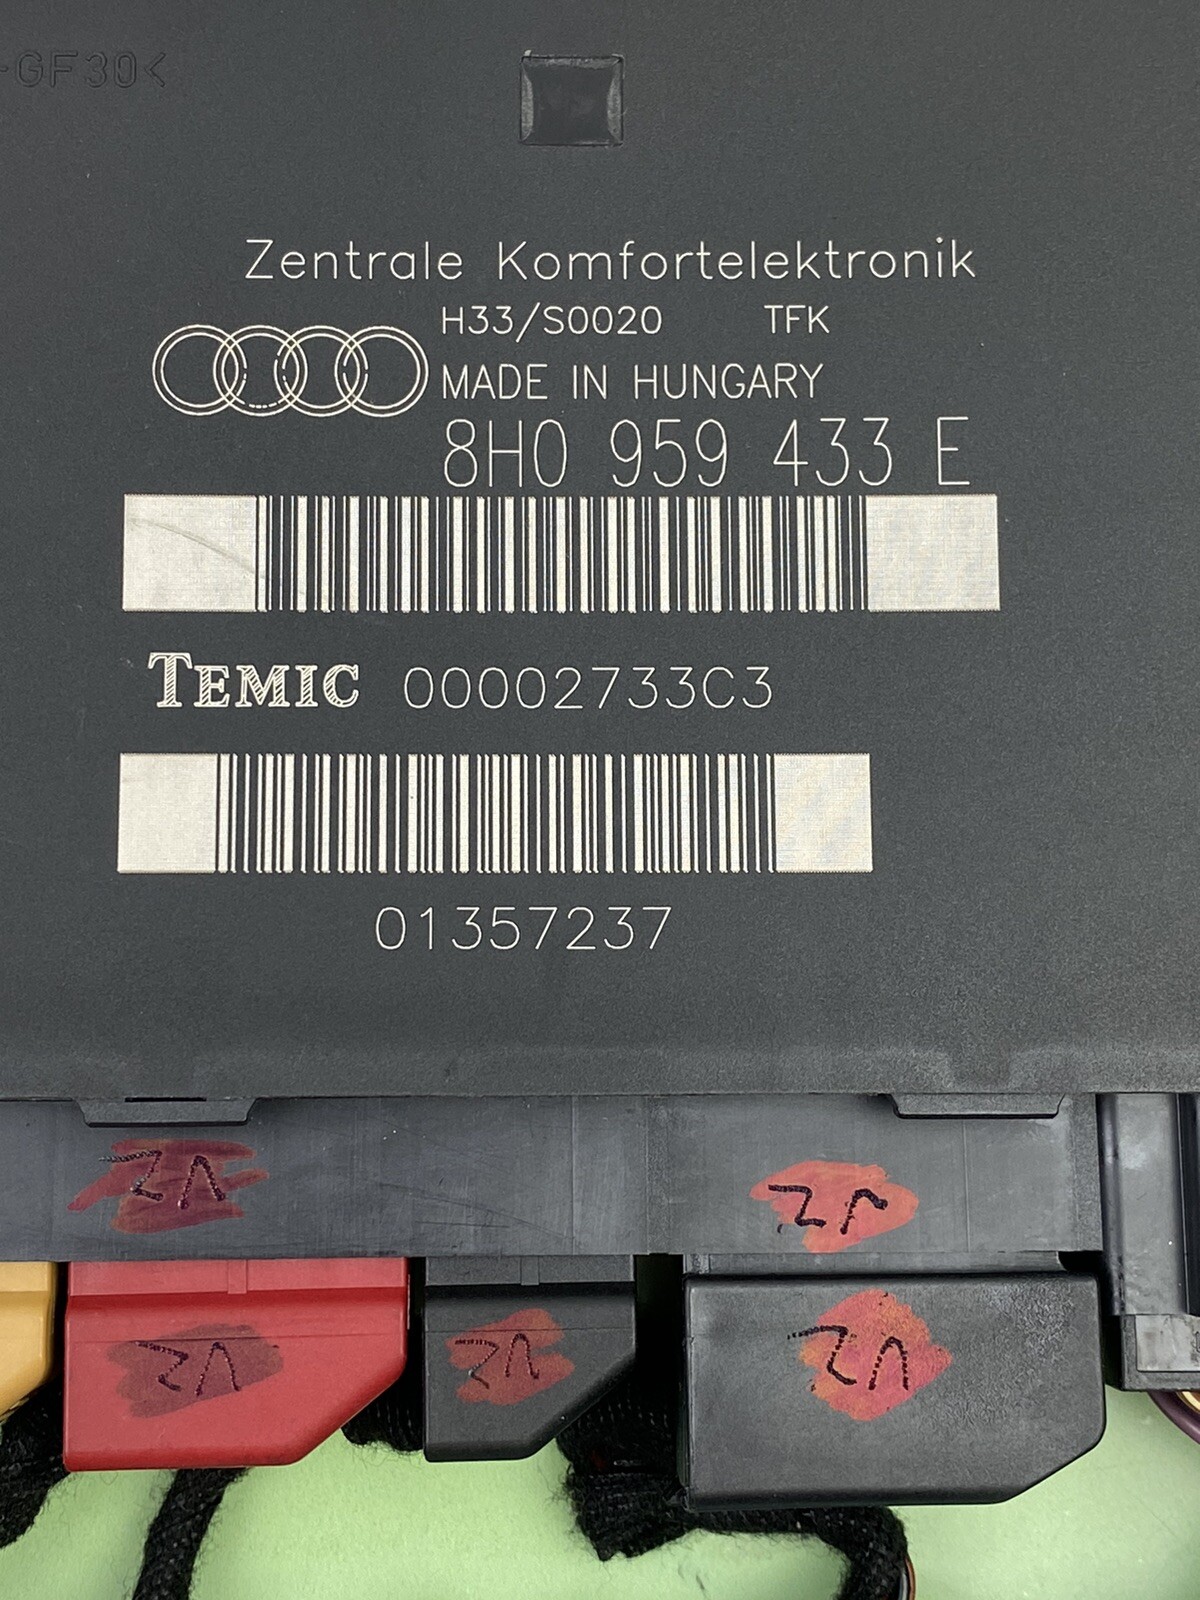 -GF30<
Zentrale Komfortelektronik
H33/S0020 TFK
MADE IN HUNGARY
8H0 959 433 E
TEMIC 00002733C3
01357237